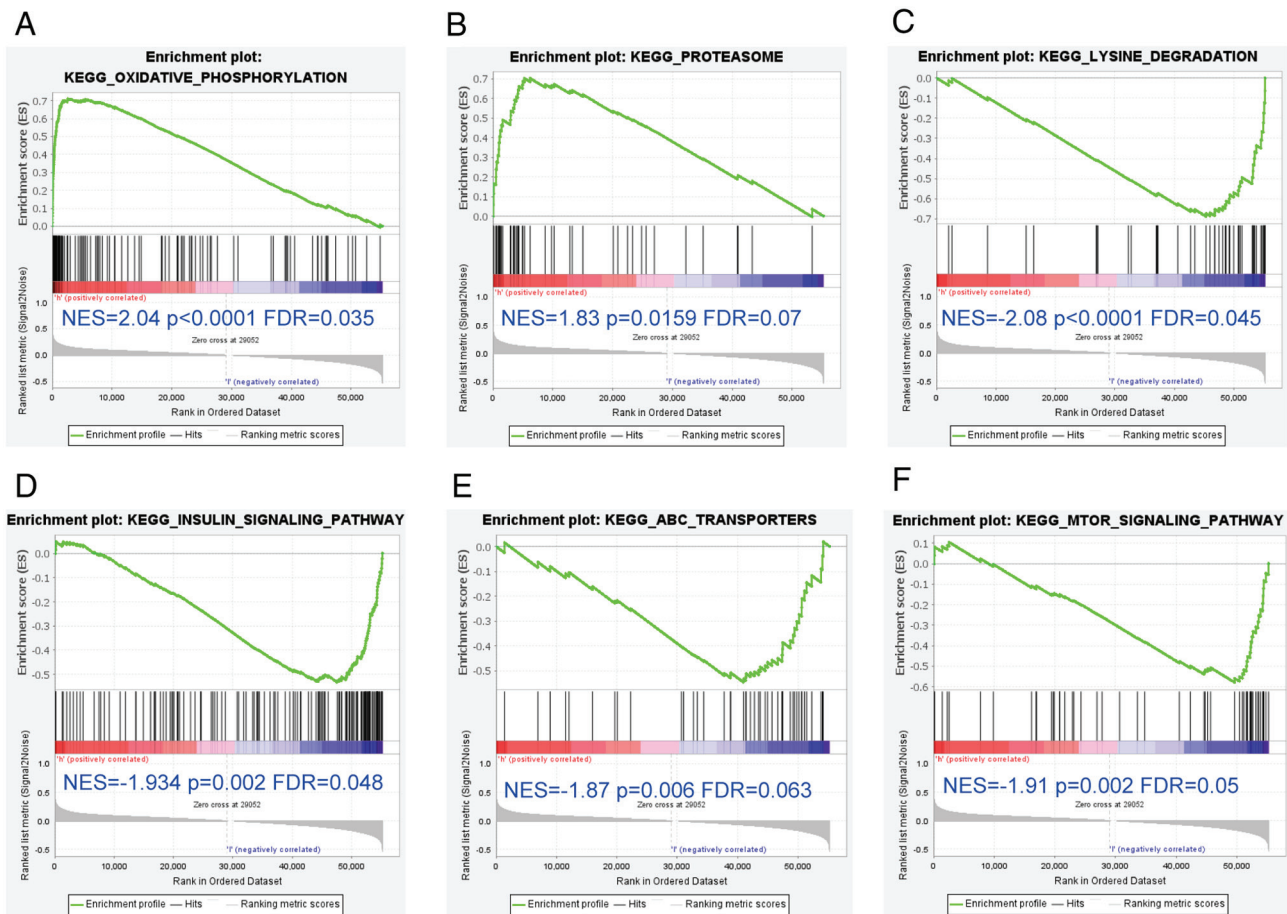 A
Enrichment plot:
KEGG_OXIDATIVE_PHOSPHORYLATION
Enrichment score (ES)
0.7
0.6
0.5
0.4
0.3
0.2
0.1
0.0
Ranked list metric (Signal2Noise)
'h' (positively correlated)
1.0
0.5
0.0
-0.5
NES=2.04 p<0.0001 FDR=0.035
Zero cross at 29052
'l' (negatively correlated)
0 10,000 20,000 30,000 40,000 50,000
Rank in Ordered Dataset
Enrichment profile Hits Ranking metric scores
B
Enrichment plot: KEGG_PROTEASOME
Enrichment score (ES)
0.7
0.6
0.5
0.4
0.3
0.2
0.1
0.0
Ranked list metric (Signal2Noise)
'h' (positively correlated)
1.0
0.5
0.0
-0.5
NES=1.83 p=0.0159 FDR=0.07
Zero cross at 29052
'l' (negatively correlated)
0 10,000 20,000 30,000 40,000 50,000
Rank in Ordered Dataset
Enrichment profile Hits Ranking metric scores
C
Enrichment plot: KEGG_LYSINE_DEGRADATION
Enrichment score (ES)
0.0
-0.1
-0.2
-0.3
-0.4
-0.5
-0.6
-0.7
Ranked list metric (Signal2Noise)
'h' (positively correlated)
1.0
0.5
0.0
-0.5
NES=-2.08 p<0.0001 FDR=0.045
Zero cross at 29052
'l' (negatively correlated)
0 10,000 20,000 30,000 40,000 50,000
Rank in Ordered Dataset
Enrichment profile Hits Ranking metric scores
D
Enrichment plot: KEGG_INSULIN_SIGNALING_PATHWAY
Enrichment score (ES)
0.0
-0.1
-0.2
-0.3
-0.4
-0.5
Ranked list metric (Signal2Noise)
'h' (positively correlated)
1.0
0.5
0.0
-0.5
NES=-1.934 p=0.002 FDR=0.048
Zero cross at 29052
'l' (negatively correlated)
0 10,000 20,000 30,000 40,000 50,000
Rank in Ordered Dataset
Enrichment profile Hits Ranking metric scores
E
Enrichment plot: KEGG_ABC_TRANSPORTERS
Enrichment score (ES)
0.0
-0.1
-0.2
-0.3
-0.4
-0.5
Ranked list metric (Signal2Noise)
'h' (positively correlated)
1.0
0.5
0.0
-0.5
NES=-1.87 p=0.006 FDR=0.063
Zero cross at 29052
'l' (negatively correlated)
0 10,000 20,000 30,000 40,000 50,000
Rank in Ordered Dataset
Enrichment profile Hits Ranking metric scores
F
Enrichment plot: KEGG_MTOR_SIGNALING_PATHWAY
Enrichment score (ES)
0.1
0.0
-0.1
-0.2
-0.3
-0.4
-0.5
-0.6
Ranked list metric (Signal2Noise)
'h' (positively correlated)
1.0
0.5
0.0
-0.5
NES=-1.91 p=0.002 FDR=0.05
Zero cross at 29052
'l' (negatively correlated)
0 10,000 20,000 30,000 40,000 50,000
Rank in Ordered Dataset
Enrichment profile Hits Ranking metric scores